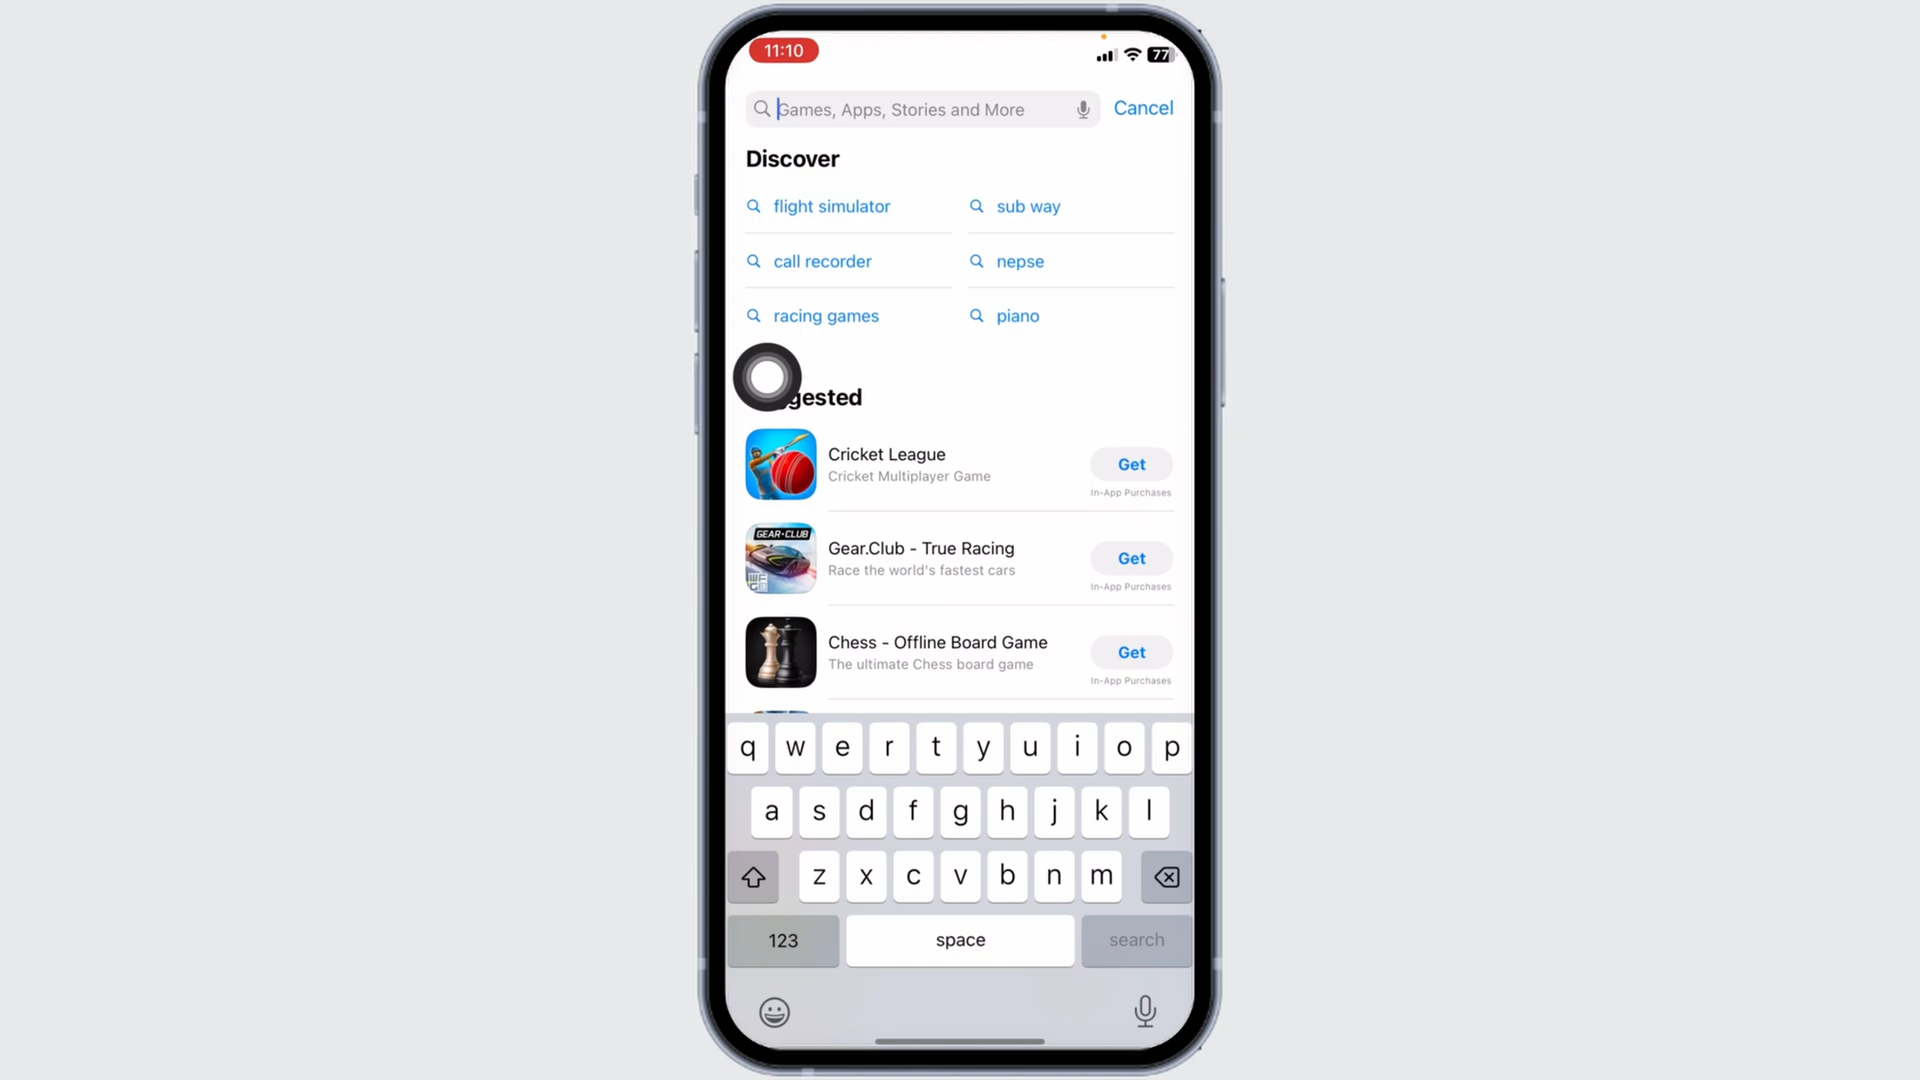 11:10
77
Games, Apps, Stories and More
Cancel
Discover
flight simulator
sub way
call recorder
nepse
racing games
piano
gested
Cricket League
Cricket Multiplayer Game
Get
In-App Purchases
GEAR·CLUB
Gear.Club - True Racing
Race the world's fastest cars
Get
In-App Purchases
Chess - Offline Board Game
The ultimate Chess board game
Get
In-App Purchases
q w e r t y u i o p
a s d f g h j k l
z x c v b n m
123
space
search